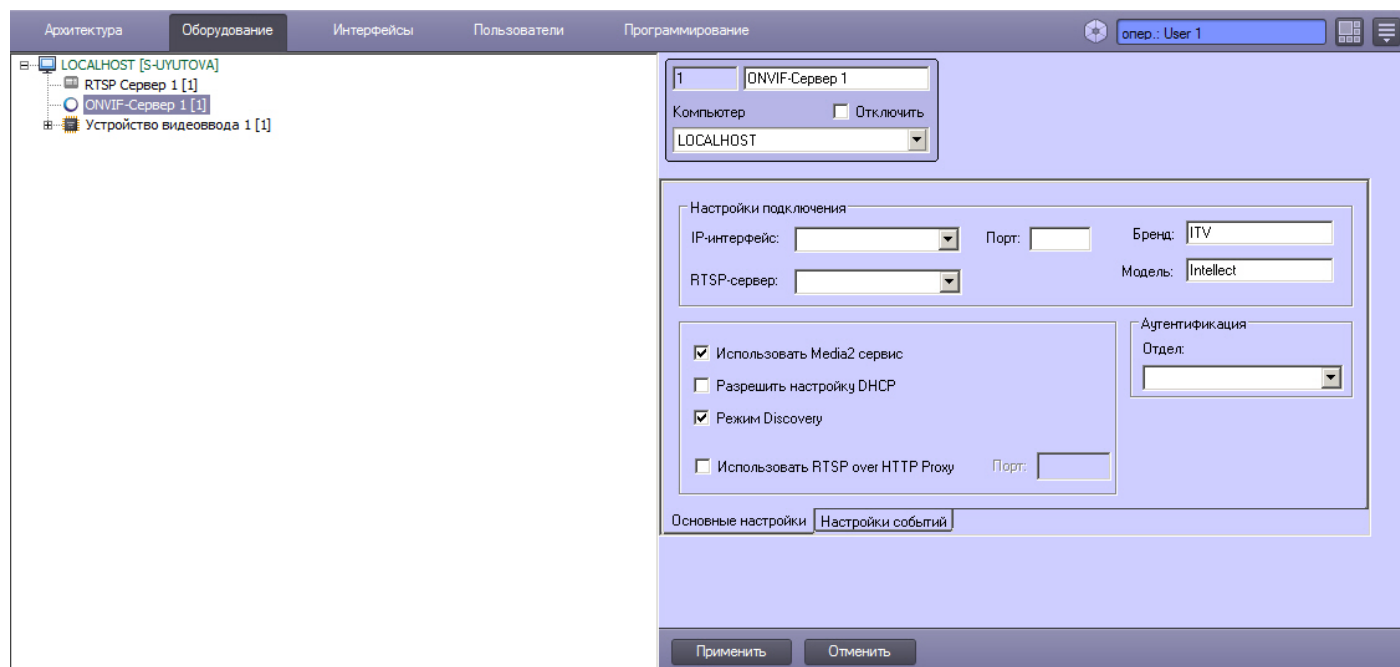 Архитектура Оборудование Интерфейсы Пользователи Программирование опер.: User 1
LOCALHOST [S-UYUTOVA]
RTSP Сервер 1 [1]
ONVIF-Сервер 1 [1]
Устройство видеоввода 1 [1]
1 ONVIF-Сервер 1
Компьютер Отключить
LOCALHOST
Настройки подключения
IP-интерфейс: Порт: Бренд: ITV
RTSP-сервер: Модель: Intellect
Использовать Media2 сервис
Разрешить настройку DHCP
Режим Discovery
Использовать RTSP over HTTP Proxy Порт:
Аутентификация
Отдел:
Основные настройки Настройки событий
Применить Отменить